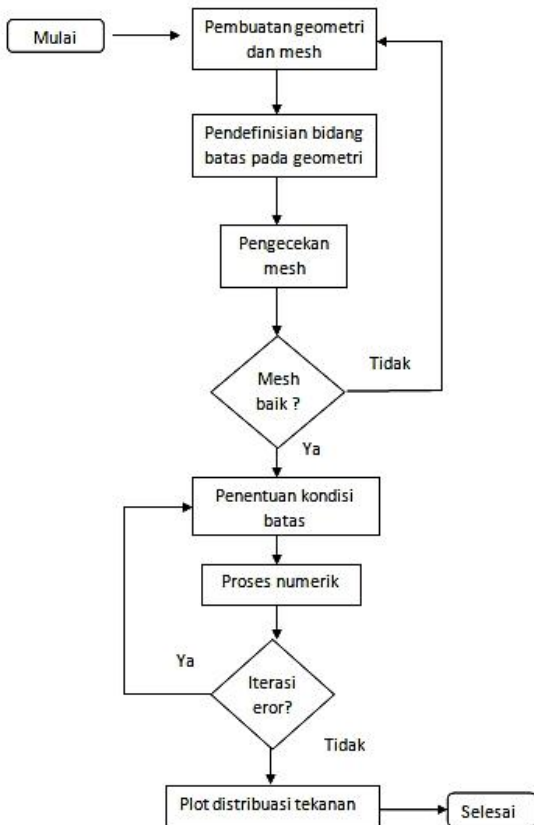 Mulai
Pembuatan geometri
dan mesh
Pendefinisian bidang
batas pada geometri
Pengecekan
mesh
Mesh
baik ?
Tidak
Ya
Penentuan kondisi
batas
Proses numerik
Iterasi
eror?
Ya
Tidak
Plot distribuasi tekanan
Selesai